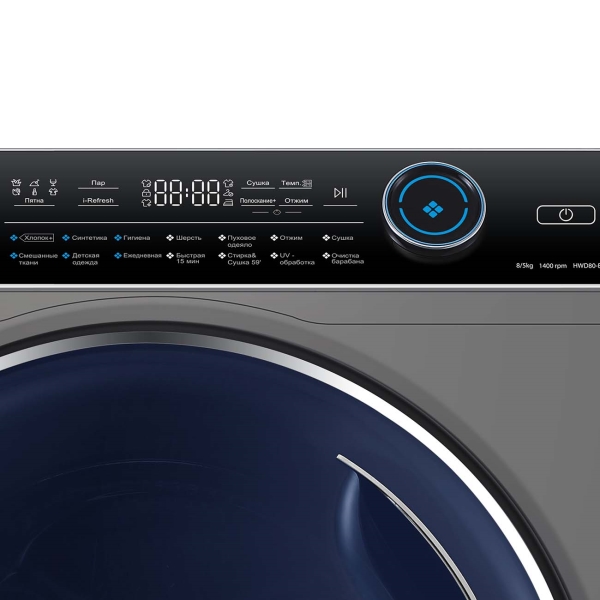 Пар
Сушка Темп.
88:88
Пятна
i-Refresh
Полоскание+ Отжим
Хлопок+ Синтетика Гигиена Шерсть Пуховое одеяло Отжим Сушка
Смешанные ткани Детская одежда Ежедневная Быстрая 15 мин Стирка& Сушка 59' UV - обработка Очистка барабана
8/5kg 1400 rpm HWD80-